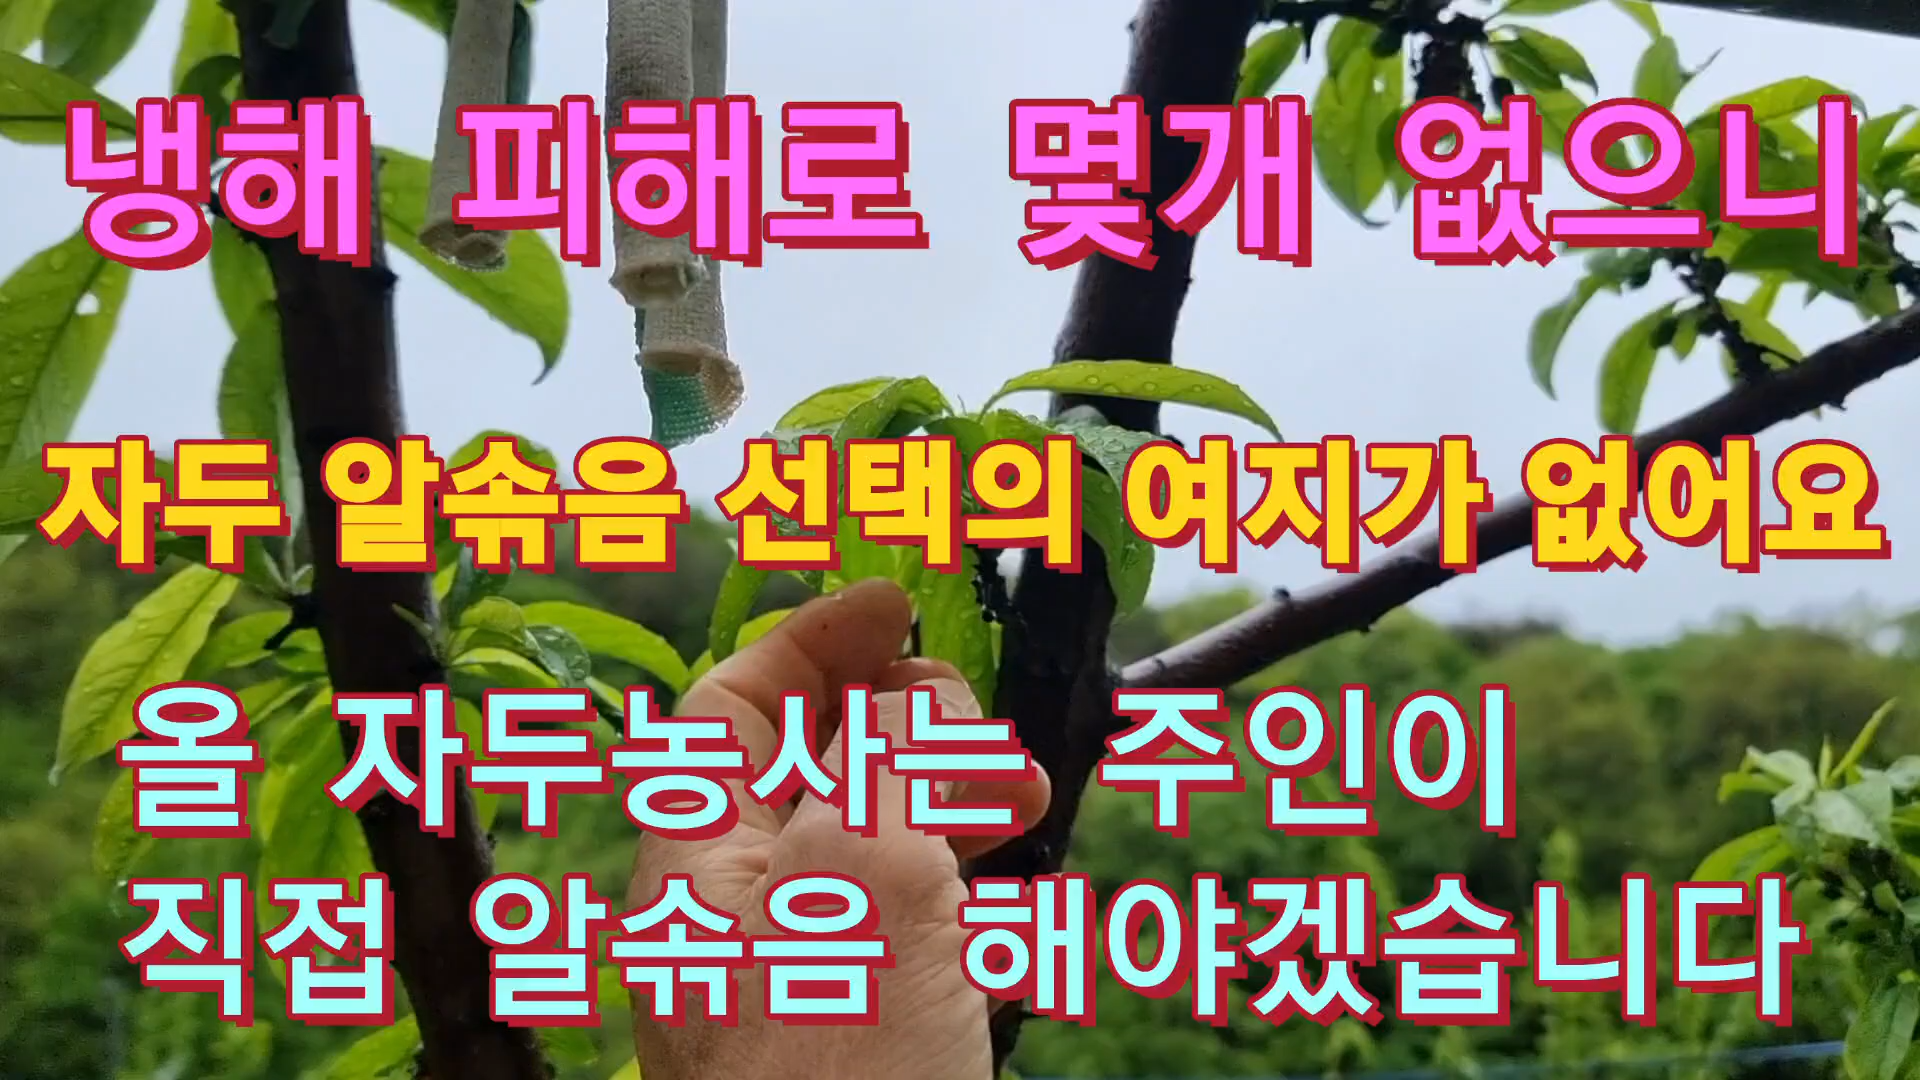 냉해 피해로 몇개 없으니
자두 알솎음 선택의 여지가 없어요
올 자두농사는 주인이
직접 알솎음 해야겠습니다